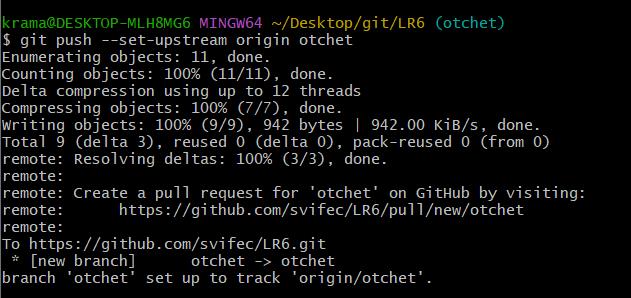 krama@DESKTOP-MLH8MG6 MINGW64 ~/Desktop/git/LR6 (otchet)
$ git push --set-upstream origin otchet
Enumerating objects: 11, done.
Counting objects: 100% (11/11), done.
Delta compression using up to 12 threads
Compressing objects: 100% (7/7), done.
Writing objects: 100% (9/9), 942 bytes | 942.00 KiB/s, done.
Total 9 (delta 3), reused 0 (delta 0), pack-reused 0 (from 0)
remote: Resolving deltas: 100% (3/3), done.
remote:
remote: Create a pull request for 'otchet' on GitHub by visiting:
remote:      https://github.com/svifec/LR6/pull/new/otchet
remote:
To https://github.com/svifec/LR6.git
 * [new branch]      otchet -> otchet
branch 'otchet' set up to track 'origin/otchet'.